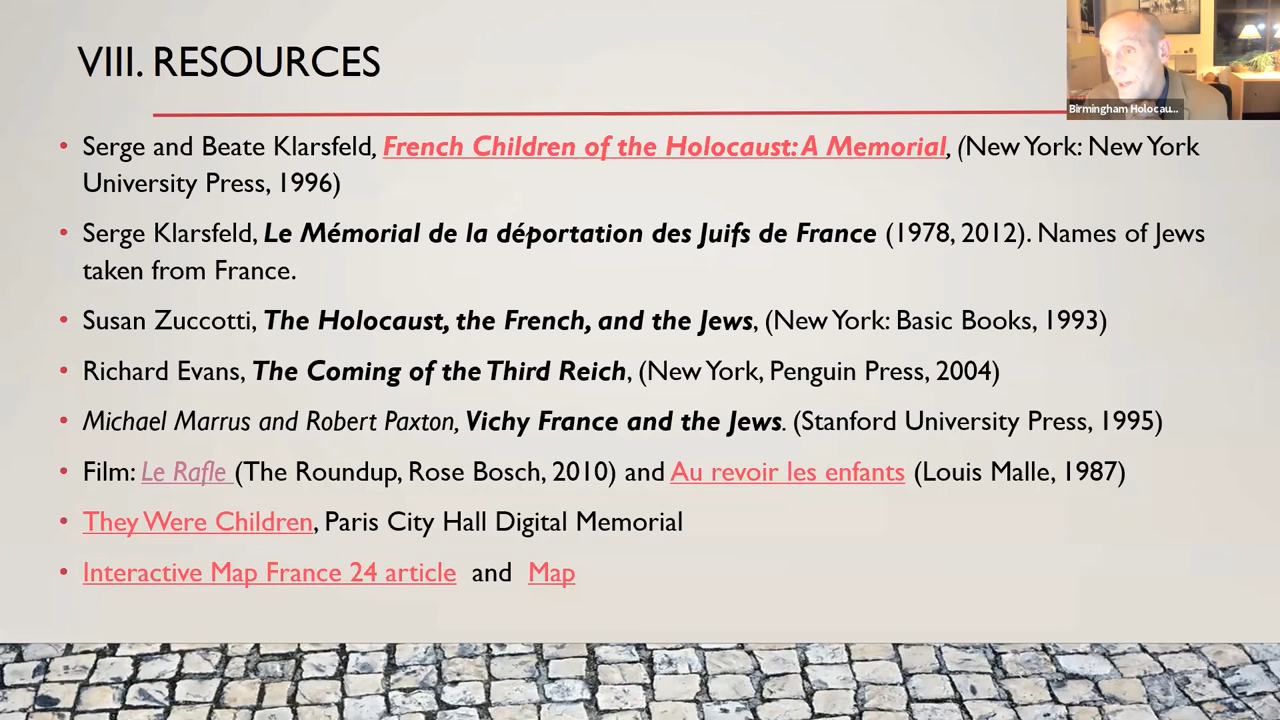 VIII. RESOURCES
Birmingham Holocau...
• Serge and Beate Klarsfeld, French Children of the Holocaust: A Memorial, (New York: New York
University Press, 1996)
• Serge Klarsfeld, Le Mémorial de la déportation des Juifs de France (1978, 2012). Names of Jews
taken from France.
• Susan Zuccotti, The Holocaust, the French, and the Jews, (New York: Basic Books, 1993)
• Richard Evans, The Coming of the Third Reich, (New York, Penguin Press, 2004)
• Michael Marrus and Robert Paxton, Vichy France and the Jews. (Stanford University Press, 1995)
• Film: Le Rafle (The Roundup, Rose Bosch, 2010) and Au revoir les enfants (Louis Malle, 1987)
• They Were Children, Paris City Hall Digital Memorial
• Interactive Map France 24 article and Map